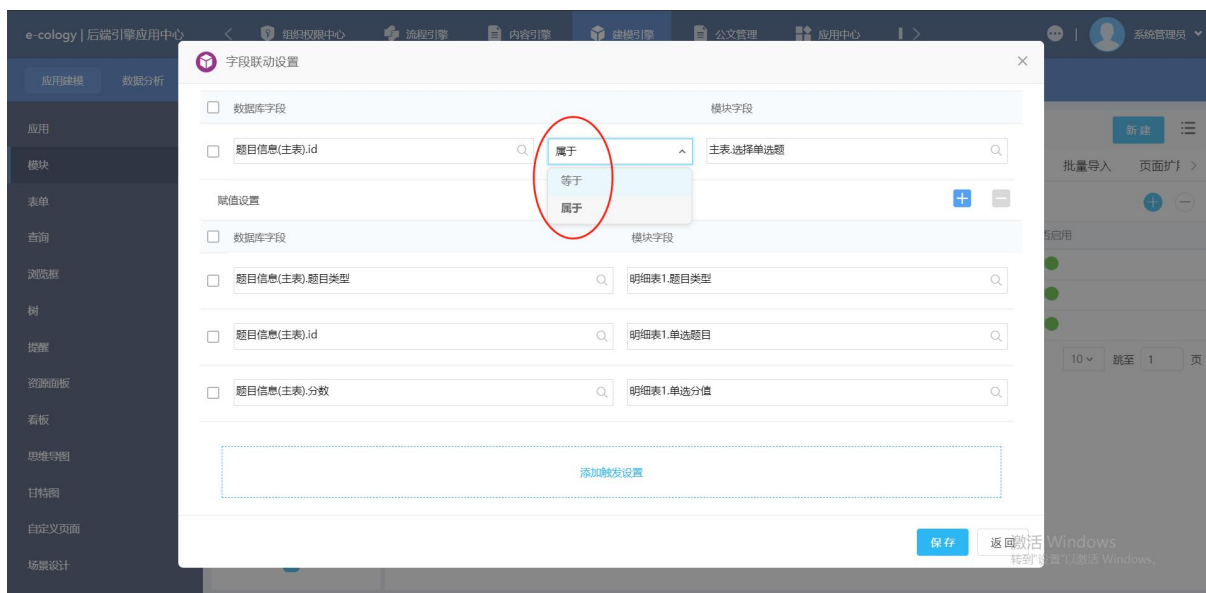 e-cology | 后端引擎应用中心 组织权限中心 流程引擎 内容引擎 建模引擎 公文管理 应用中心 系统管理员
应用建模 数据分析
字段联动设置
数据库字段 模块字段
题目信息(主表).id 属于 主表.选择单选题
等于
属于
赋值设置
数据库字段 模块字段
题目信息(主表).题目类型 明细表1.题目类型
题目信息(主表).id 明细表1.单选题目
题目信息(主表).分数 明细表1.单选分值
添加触发设置
保存 返回
应用
模块
表单
查询
浏览框
树
提醒
资源面板
看板
思维导图
甘特图
自定义页面
场景设计
新建
批量导入 页面扩
启用
10 跳至 1 页
激活 Windows
转到"设置"以激活 Windows。